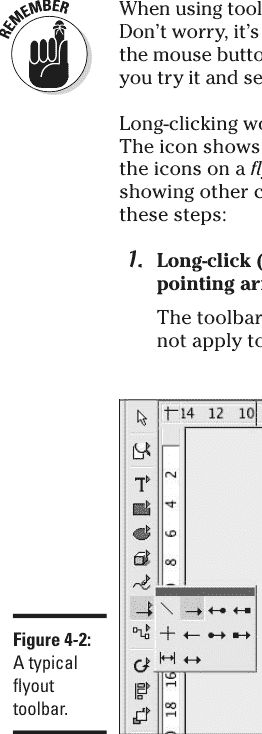 REMEMBER
When using tool
Don't worry, it's
the mouse butto
you try it and se
Long-clicking wo
The icon shows
the icons on a fl
showing other c
these steps:
1. Long-click (
pointing arr
The toolbar
not apply to
14 12 10
2
4
6
8
16
18
T
Figure 4-2:
A typical
flyout
toolbar.